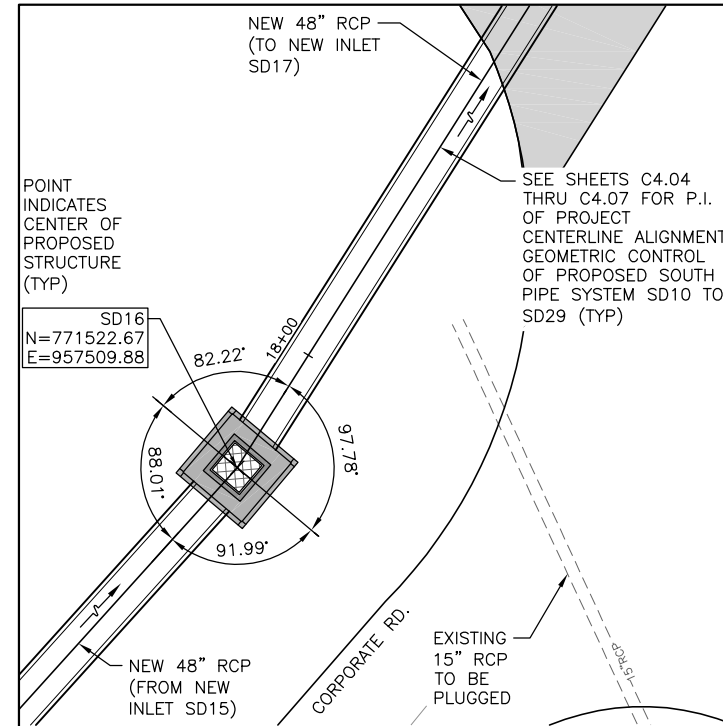 NEW 48" RCP
(TO NEW INLET
SD17)
POINT
INDICATES
CENTER OF
PROPOSED
STRUCTURE
(TYP)
SEE SHEETS C4.04
THRU C4.07 FOR P.I.
OF PROJECT
CENTERLINE ALIGNMENT
GEOMETRIC CONTROL
OF PROPOSED SOUTH
PIPE SYSTEM SD10 TO
SD29 (TYP)
SD16
N=771522.67
E=957509.88
18+00
82.22°
97.78°
88.01°
91.99°
NEW 48" RCP
(FROM NEW
INLET SD15)
CORPORATE RD.
EXISTING
15" RCP
TO BE
PLUGGED
15"RCP